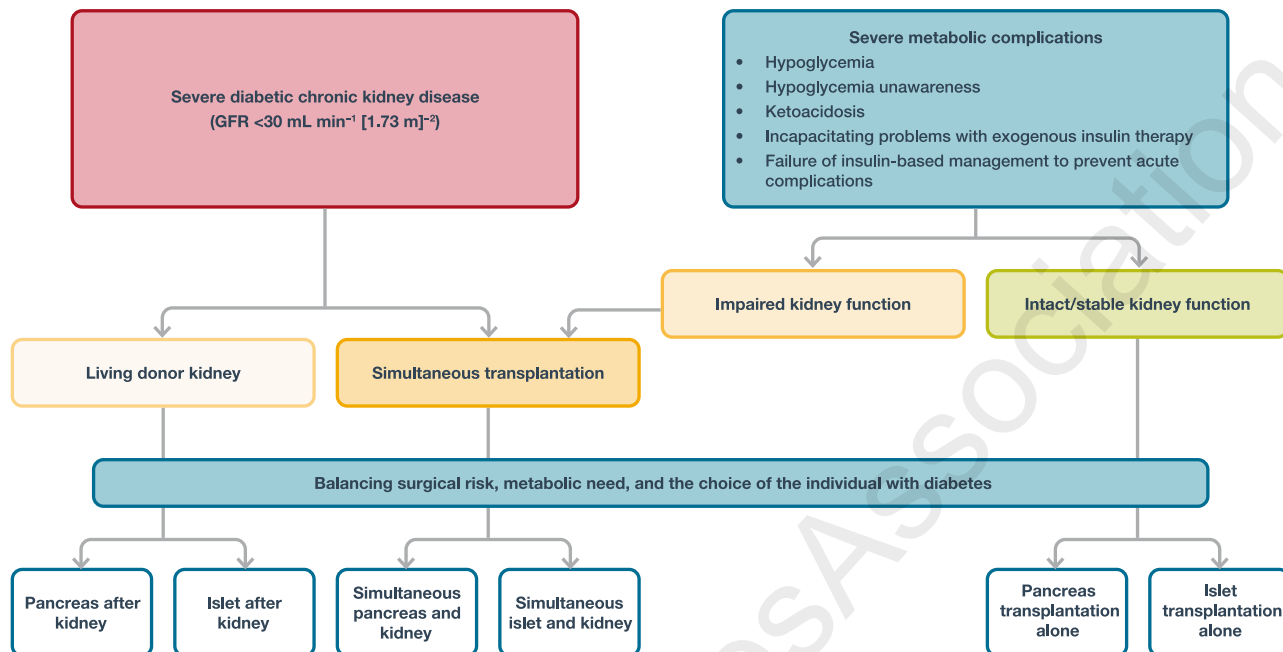 Severe diabetic chronic kidney disease
(GFR <30 mL min⁻¹ [1.73 m]⁻²)
Severe metabolic complications
• Hypoglycemia
• Hypoglycemia unawareness
• Ketoacidosis
• Incapacitating problems with exogenous insulin therapy
• Failure of insulin-based management to prevent acute
complications
Impaired kidney function
Intact/stable kidney function
Living donor kidney
Simultaneous transplantation
Balancing surgical risk, metabolic need, and the choice of the individual with diabetes
Pancreas after
kidney
Islet after
kidney
Simultaneous
pancreas and
kidney
Simultaneous
islet and kidney
Pancreas
transplantation
alone
Islet
transplantation
alone
Association